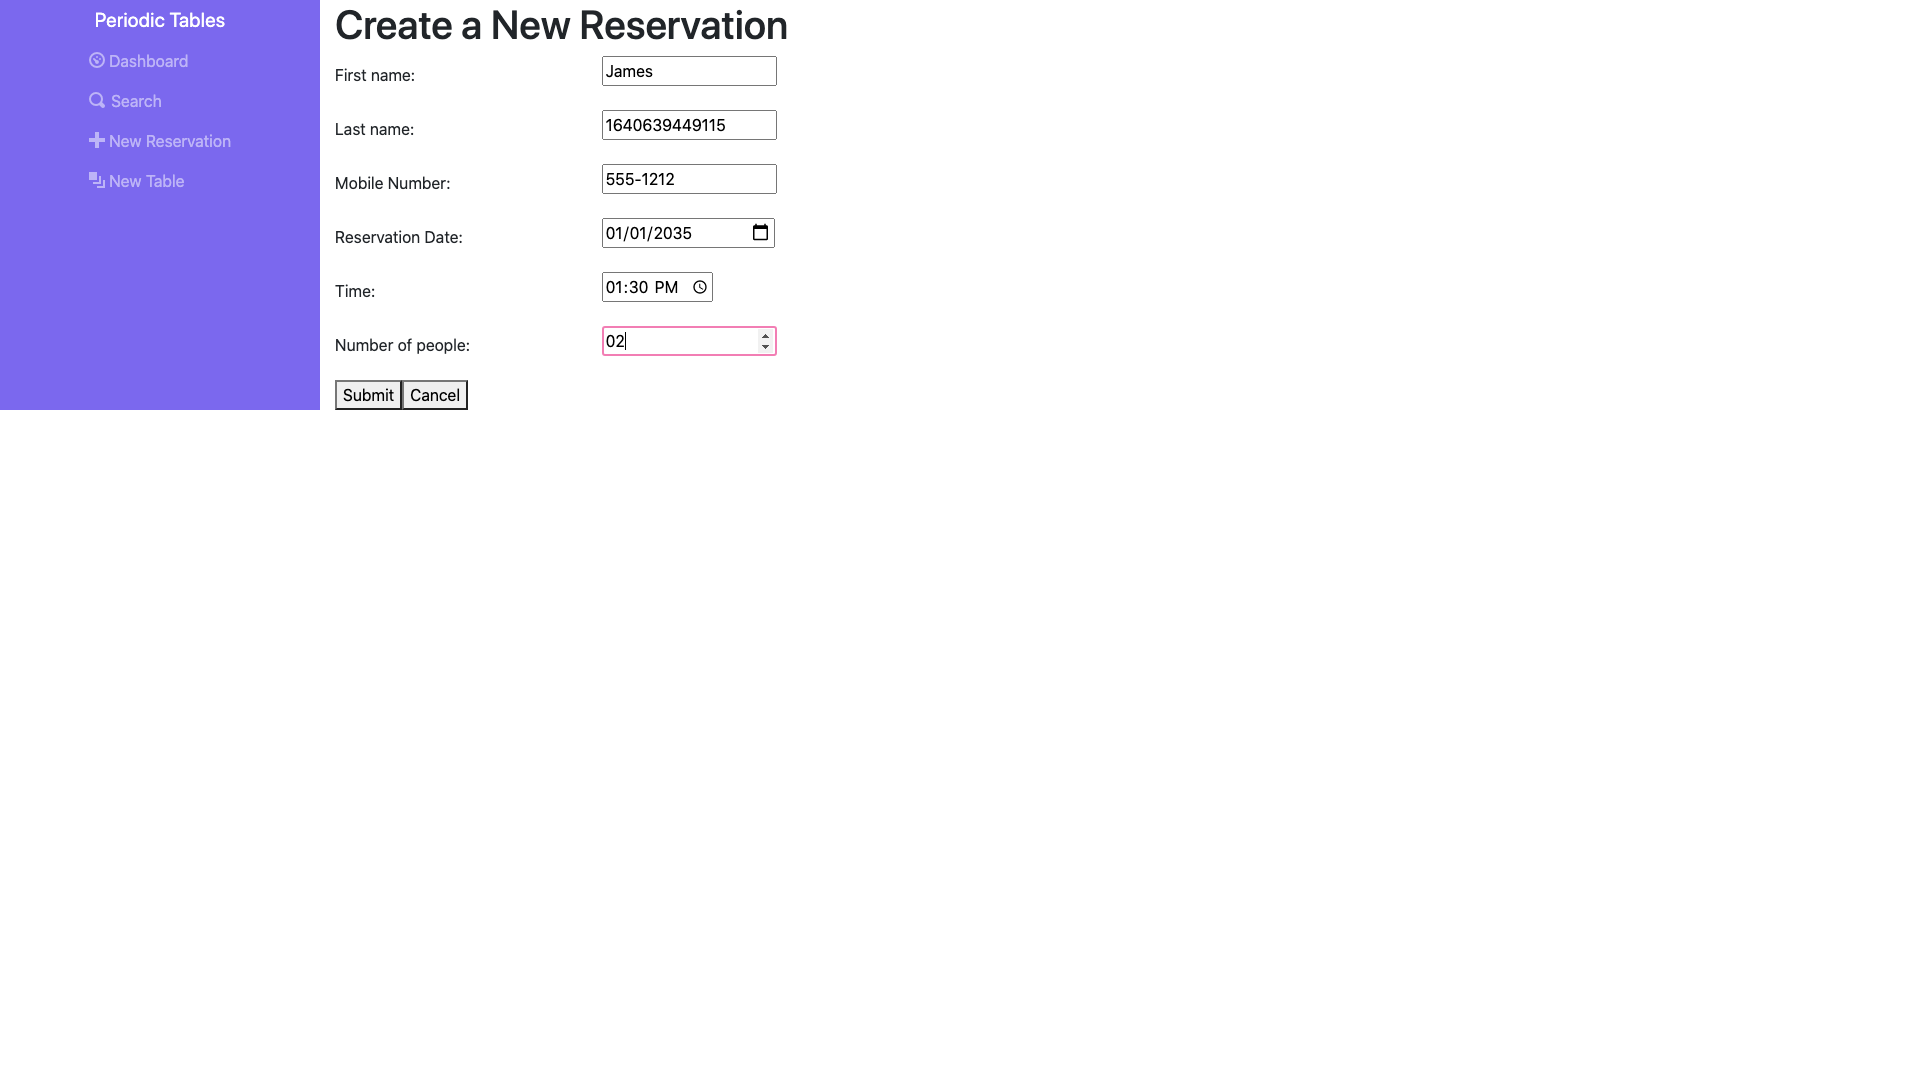 Periodic Tables
Dashboard
Search
New Reservation
New Table
Create a New Reservation
First name: James
Last name: 1640639449115
Mobile Number: 555-1212
Reservation Date: 01/01/2035
Time: 01:30 PM
Number of people: 02
Submit Cancel